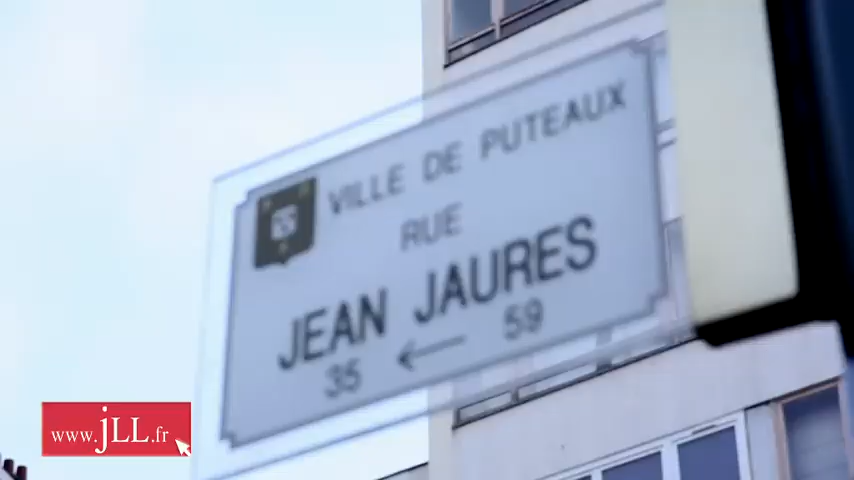 VILLE DE PUTEAUX
RUE
JEAN JAURES
35 ← 59
www.jLL.fr